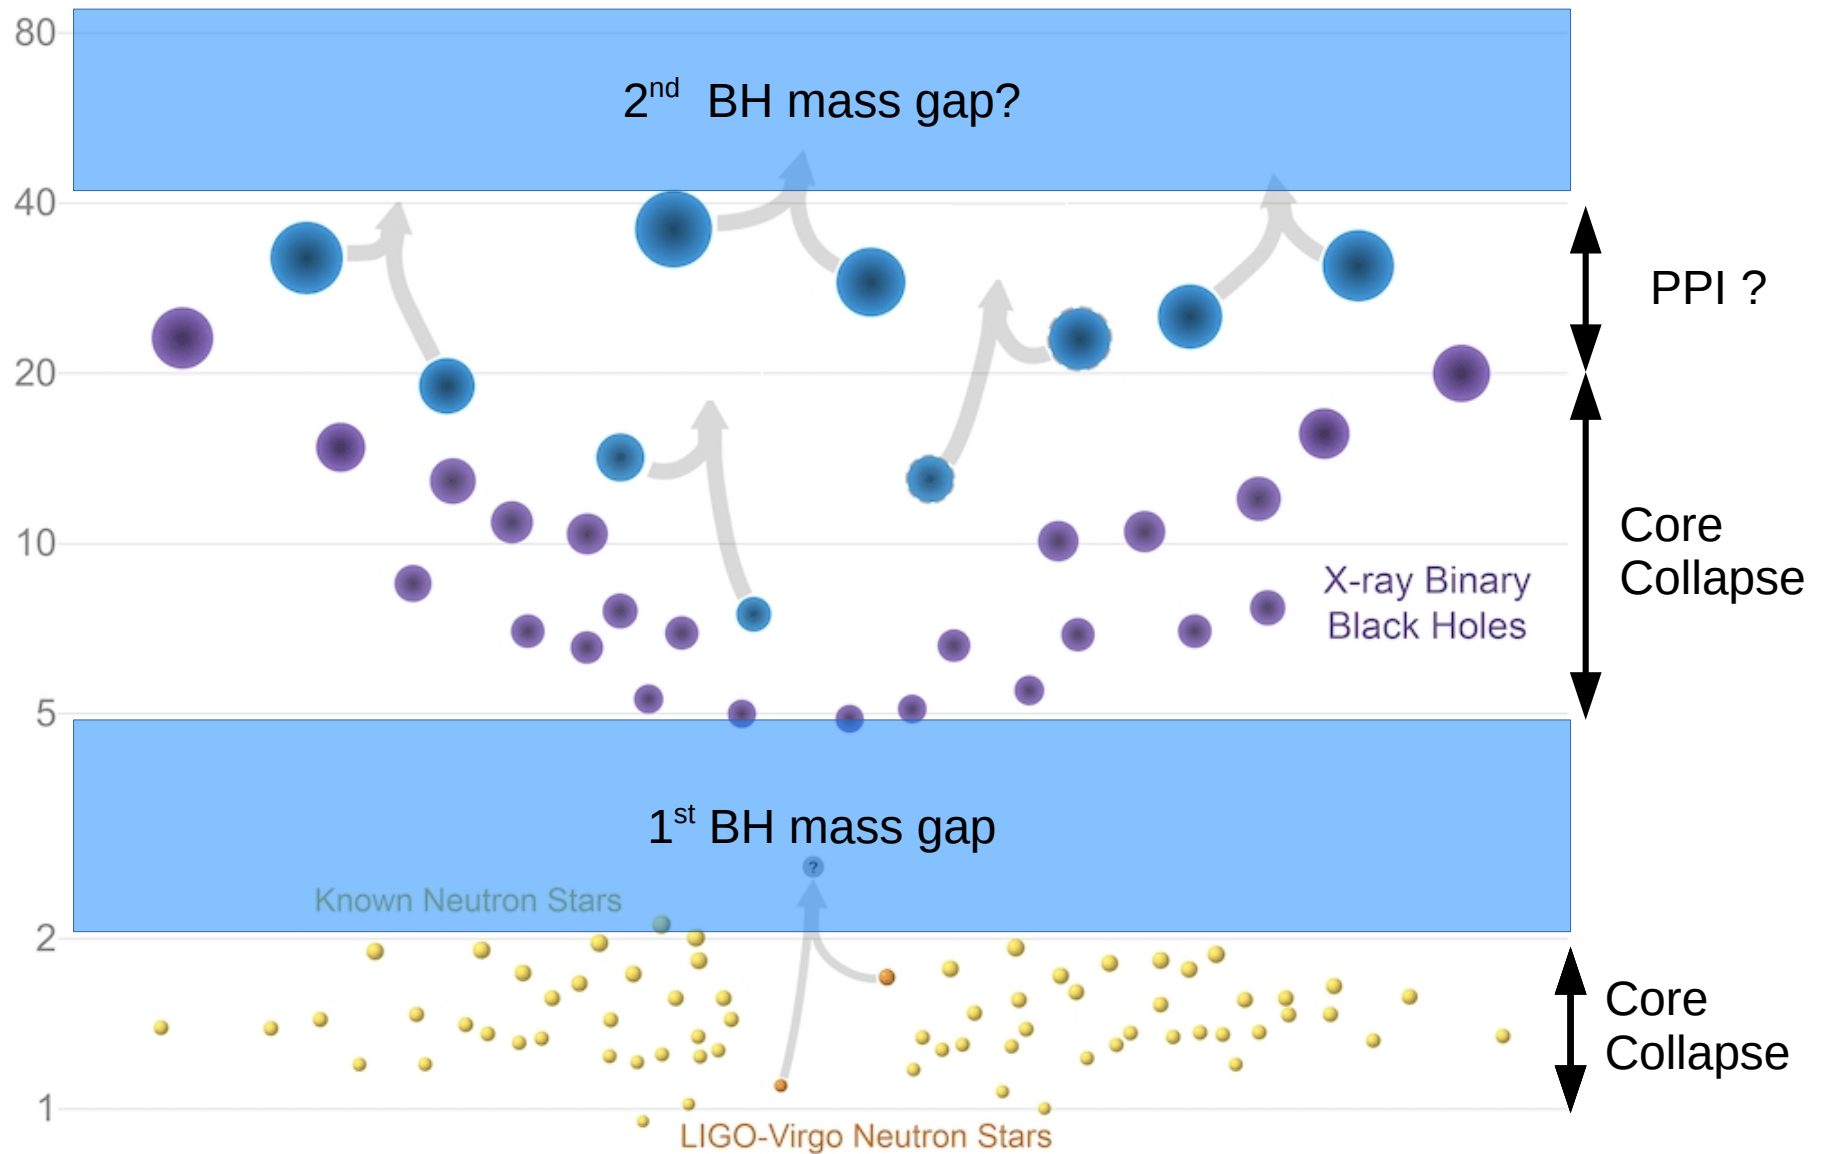 80
2nd BH mass gap?
40
PPI ?
20
Core
Collapse
10
X-ray Binary
Black Holes
5
1st BH mass gap
?
Known Neutron Stars
2
Core
Collapse
1
LIGO-Virgo Neutron Stars